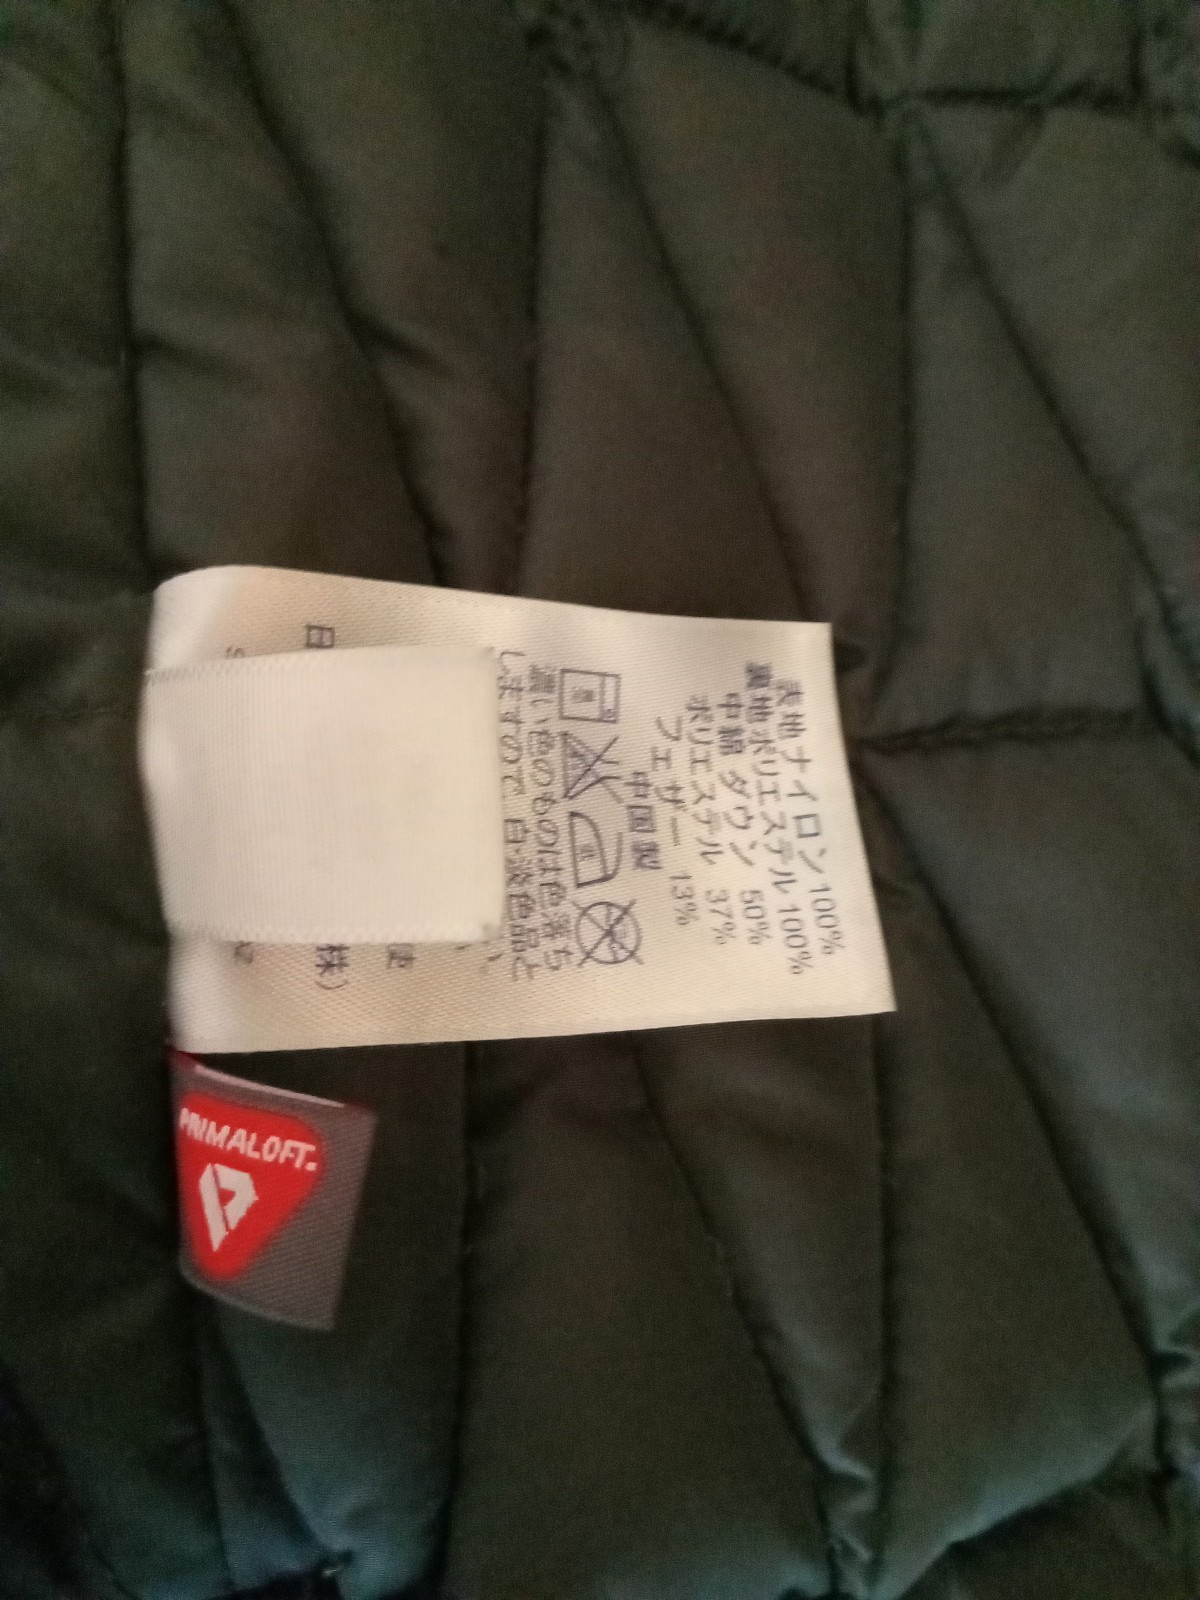 表地 ナイロン 100%
裏地 ポリエステル 100%
中綿 ダウン 50%
ポリエステル 37%
フェザー 13%
中国製
濃い色のものは色落ち
しますので 白・淡色品と
株)
PRIMALOFT